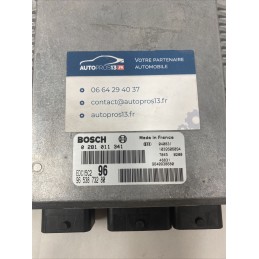 AUTOPROS13.FR
VOTRE PARTENAIRE
AUTOMOBILE
06 64 29 40 37
contact@autopros13.fr
autopros13.fr
BOSCH
Made in France
0 281 011 341
1039S05034
EDC15C2 96
96 538 732 80